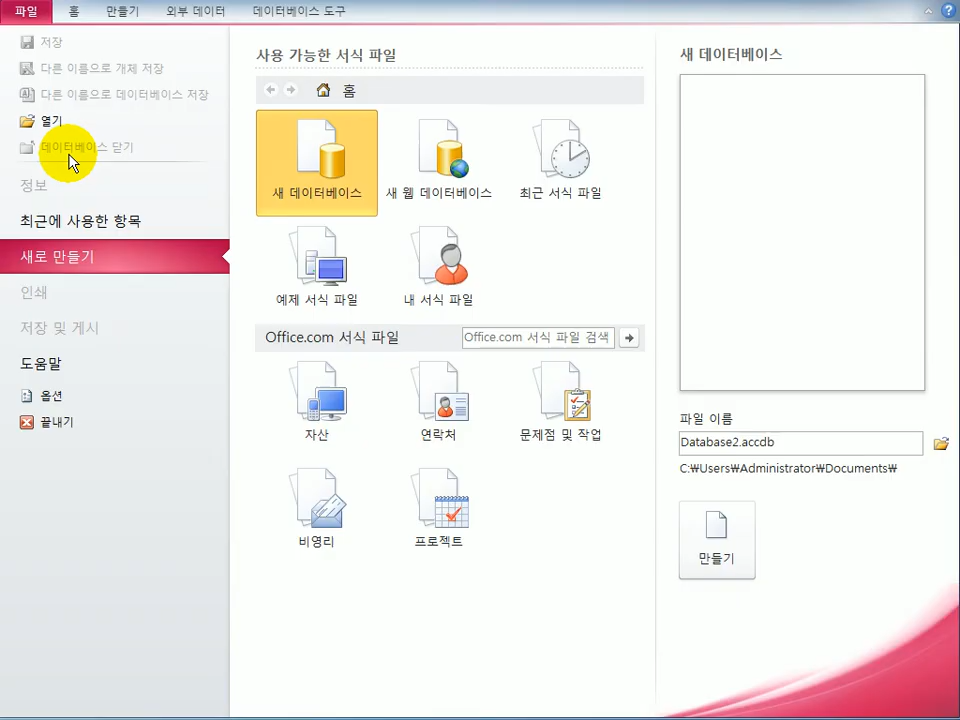 파일 홈 만들기 외부 데이터 데이터베이스 도구
저장
다른 이름으로 개체 저장
다른 이름으로 데이터베이스 저장
열기
데이터베이스 닫기
정보
최근에 사용한 항목
새로 만들기
인쇄
저장 및 게시
도움말
옵션
끝내기
사용 가능한 서식 파일
홈
새 데이터베이스 새 웹 데이터베이스 최근 서식 파일
예제 서식 파일 내 서식 파일
Office.com 서식 파일 Office.com 서식 파일 검색
자산 연락처 문제점 및 작업
비영리 프로젝트
새 데이터베이스
파일 이름
Database2.accdb
C:₩Users₩Administrator₩Documents₩
만들기